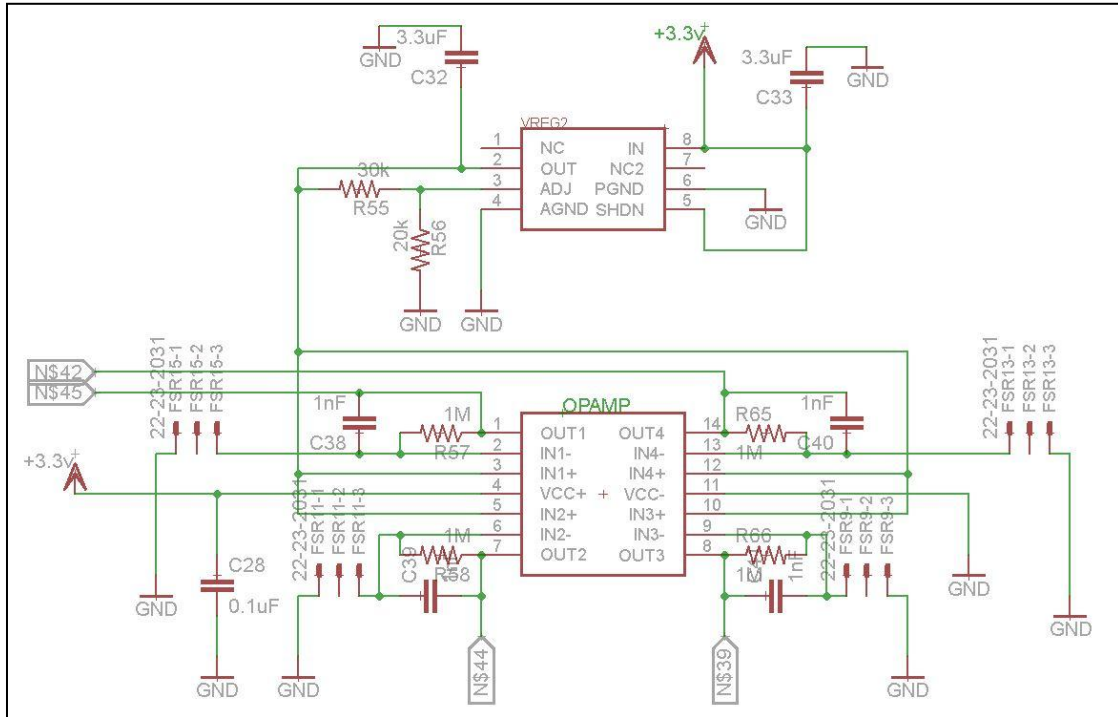 3.3uF
GND
C32
+3.3v
3.3uF
GND
C33
VREG2
1 NC IN 8
2 OUT NC2 7
3 ADJ PGND 6
4 AGND SHDN 5
30k
R55
20k
R56
GND
GND
GND
N$42
N$45
22-23-2031
FSR15-1
FSR15-2
FSR15-3
1nF
C38
1M
R57
OPAMP
1 OUT1 OUT4 14
2 IN1- IN4- 13
3 IN1+ IN4+ 12
4 VCC+ VCC- 11
5 IN2+ IN3+ 10
6 IN2- IN3- 9
7 OUT2 OUT3 8
R65
1M
1nF
C40
22-23-2031
FSR13-1
FSR13-2
FSR13-3
+3.3v
C28
0.1uF
GND
GND
22-23-2031
FSR11-1
FSR11-2
FSR11-3
GND
C39
1M
R58
N$44
R66
1M
1nF
N$39
22-23-2031
FSR9-1
FSR9-2
FSR9-3
GND
GND
GND